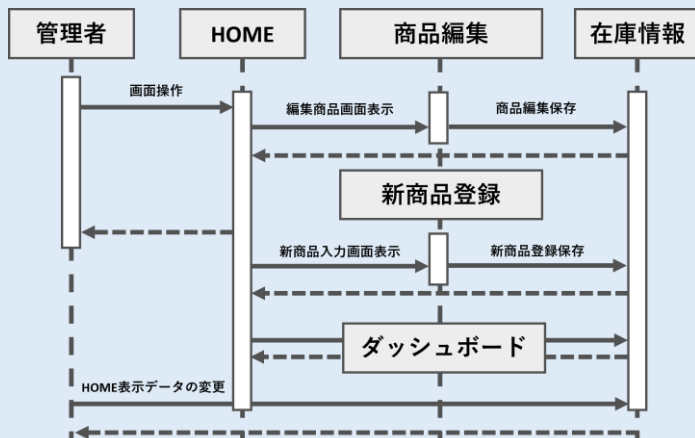 管理者
HOME
商品編集
在庫情報
画面操作
編集商品画面表示
商品編集保存
新商品登録
新商品入力画面表示
新商品登録保存
ダッシュボード
HOME表示データの変更